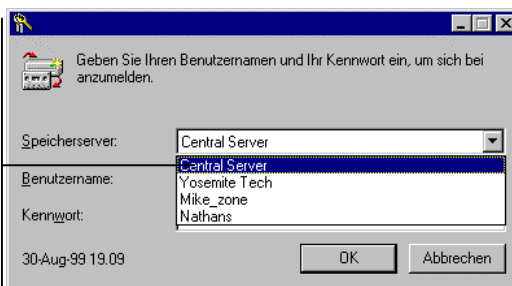 Geben Sie Ihren Benutzernamen und Ihr Kennwort ein, um sich bei
anzumelden.
Speicherserver:
Central Server
Central Server
Yosemite Tech
Mike_zone
Nathans
Benutzername:
Kennwort:
30-Aug-99 19.09
OK
Abbrechen